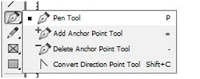 Pen Tool P
Add Anchor Point Tool =
Delete Anchor Point Tool -
Convert Direction Point Tool Shift+C